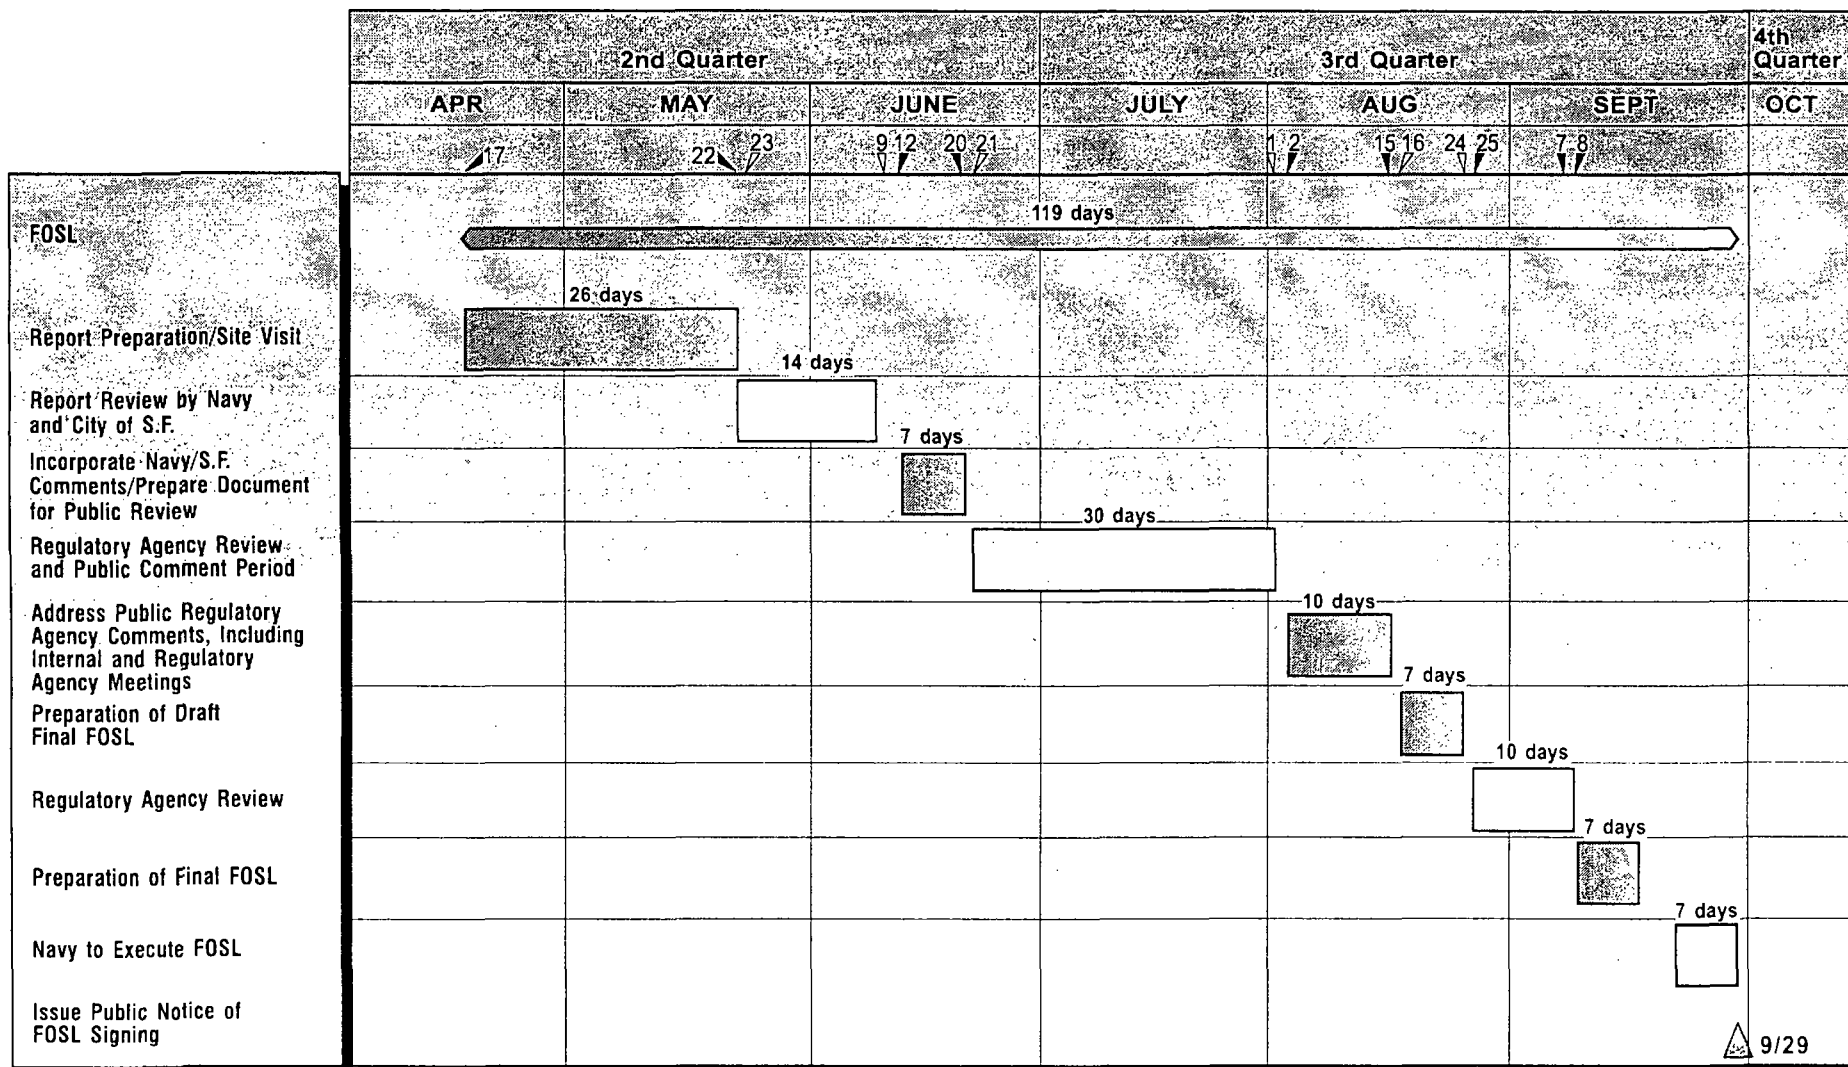 2nd Quarter
3rd Quarter
4th
Quarter
APR
MAY
JUNE
JULY
AUG
SEPT
OCT
17
22
23
9
12
20
21
1
2
15
16
24
25
7
8
FOSL
119 days
Report Preparation/Site Visit
26 days
Report Review by Navy
and City of S.F.
14 days
Incorporate Navy/S.F.
Comments/Prepare Document
for Public Review
7 days
Regulatory Agency Review
and Public Comment Period
30 days
Address Public Regulatory
Agency Comments, Including
Internal and Regulatory
Agency Meetings
10 days
Preparation of Draft
Final FOSL
7 days
Regulatory Agency Review
10 days
Preparation of Final FOSL
7 days
Navy to Execute FOSL
7 days
Issue Public Notice of
FOSL Signing
9/29